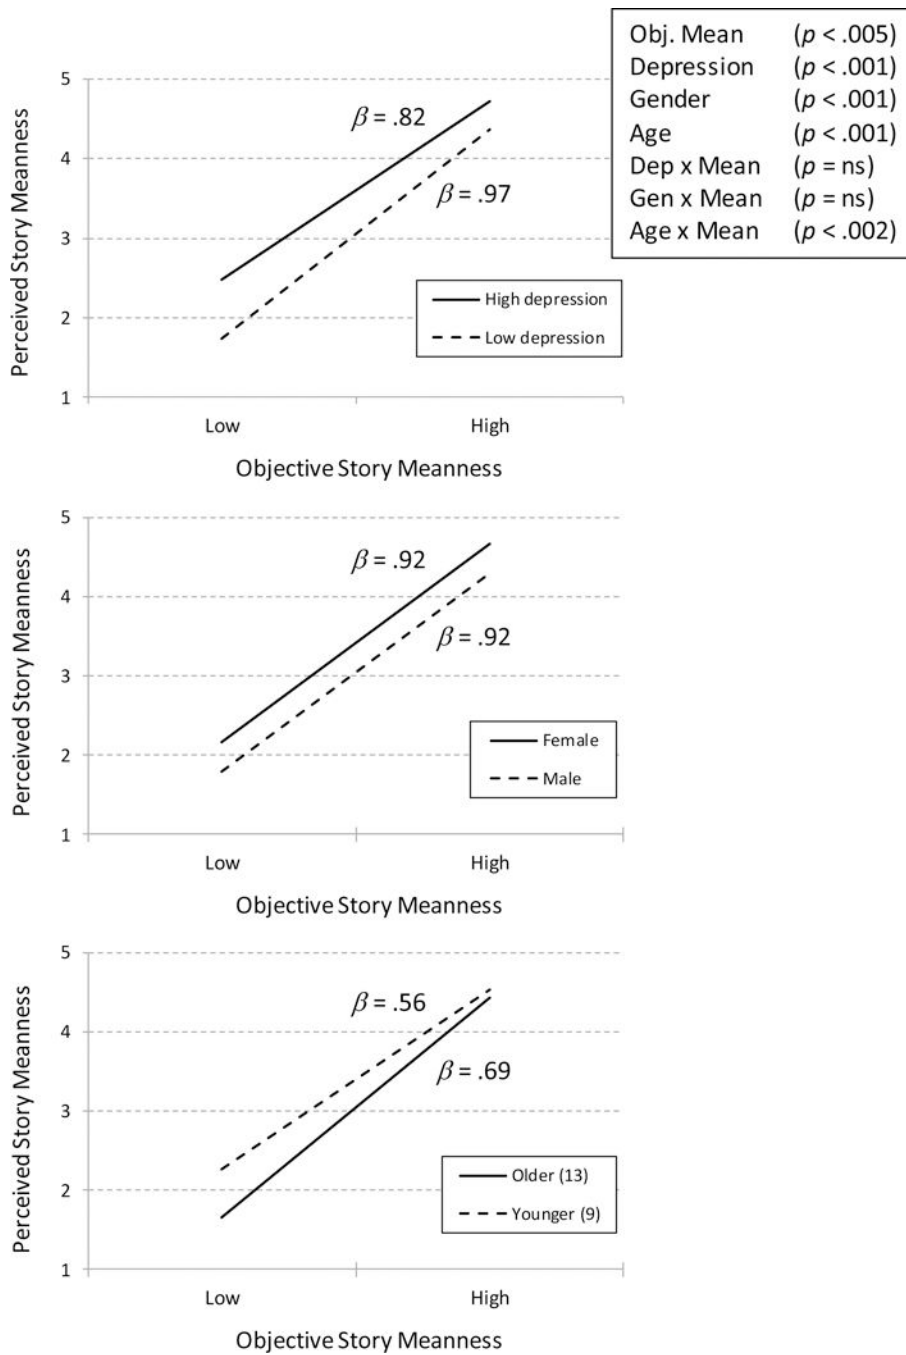 Obj. Mean (p < .005)
Depression (p < .001)
Gender (p < .001)
Age (p < .001)
Dep x Mean (p = ns)
Gen x Mean (p = ns)
Age x Mean (p < .002)
Perceived Story Meanness
5
4
3
2
1
β = .82
β = .97
High depression
Low depression
Low High
Objective Story Meanness
Perceived Story Meanness
5
4
3
2
1
β = .92
β = .92
Female
Male
Low High
Objective Story Meanness
Perceived Story Meanness
5
4
3
2
1
β = .56
β = .69
Older (13)
Younger (9)
Low High
Objective Story Meanness